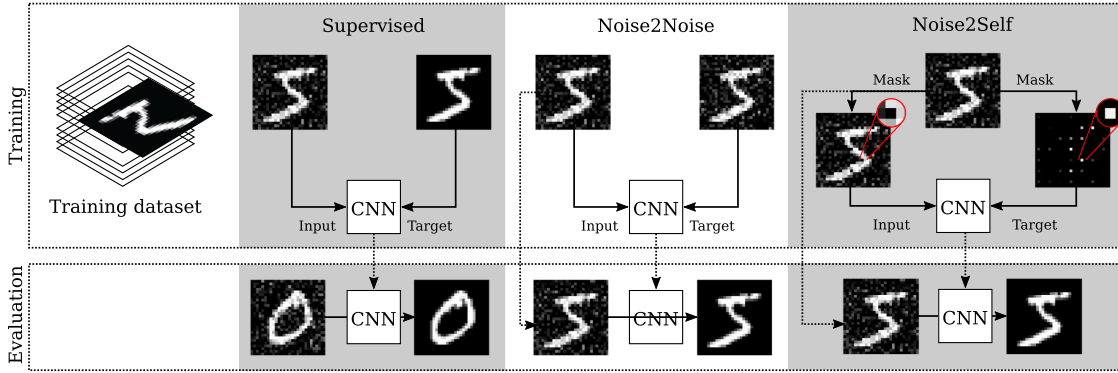 Training
Training dataset
Supervised
Input
CNN
Target
Noise2Noise
Input
CNN
Target
Noise2Self
Mask
Mask
Input
CNN
Target
Evaluation
CNN
CNN
CNN